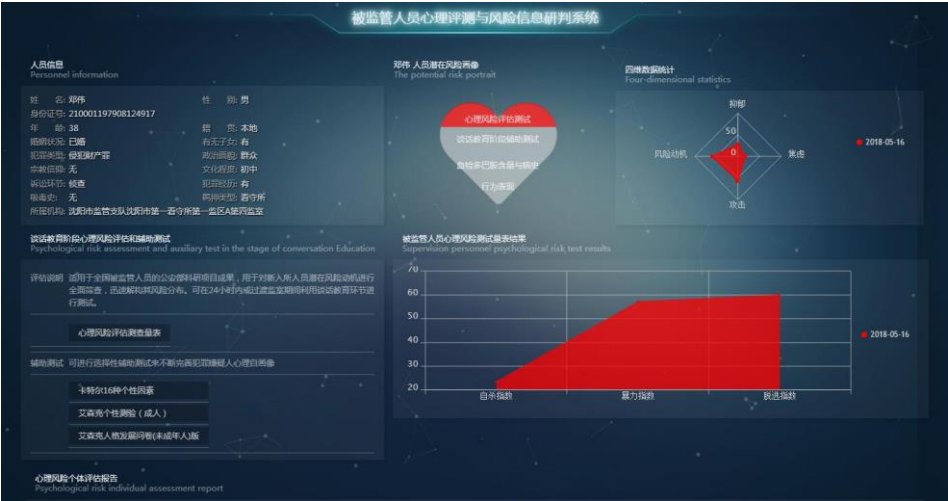 被监管人员心理评测与风险信息研判系统
人员信息
Personnel information
姓 名: 邓伟 性 别: 男
身份证号: 210001197908124917
年 龄: 38 籍 贯: 本地
婚姻状况: 已婚 有无子女: 有
犯罪类型: 侵犯财产罪 政治面貌: 群众
宗教信仰: 无 文化程度: 初中
诉讼环节: 侦查 犯罪经历: 有
吸毒史: 无 羁押类型: 看守所
所属机构: 沈阳市监管支队沈阳市第一看守所第一监区A第四监室
邓伟 人员潜在风险画像
The potential risk portrait
心理风险评估测试
谈话教育阶段辅助测试
血检多巴胺含量与病史
行为表现
四维数据统计
Four-dimensional statistics
抑郁
50
风险动机 0 焦虑
攻击
2018-05-16
谈话教育阶段心理风险评估和辅助测试
Psychological risk assessment and auxiliary test in the stage of conversation Education
评估说明 适用于全国被监管人员的公安部科研项目成果，用于对新入所人员潜在风险动机进行
全面筛查，迅速解构其风险分布。可在24小时内或过渡监室期间利用谈话教育环节进
行测试。
心理风险评估测查量表
辅助测试 可进行选择性辅助测试来不断完善犯罪嫌疑人心理自画像
卡特尔16种个性因素
艾森克个性测验（成人）
艾森克人格发展问卷(未成年人)版
被监管人员心理风险测试量表结果
Supervision personnel psychological risk test results
70
60
50
40
30
20
自杀指数 暴力指数 脱逃指数
2018-05-16
心理风险个体评估报告
Psychological risk individual assessment report